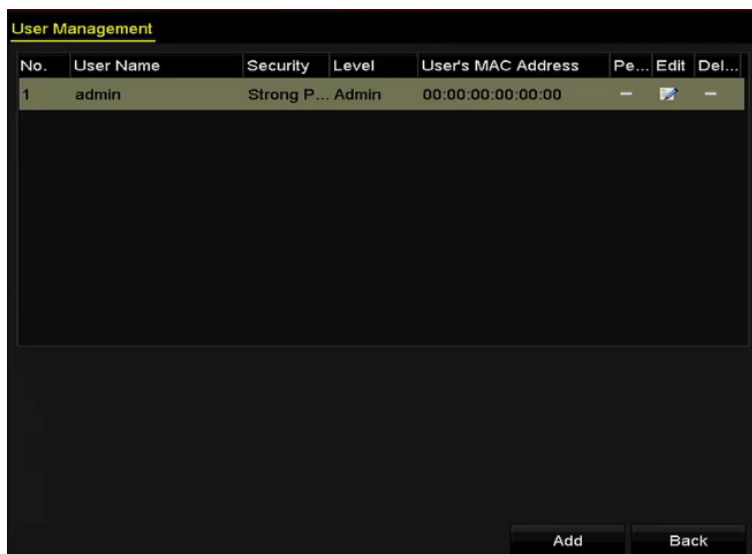 User Management
No. User Name Security Level User's MAC Address Pe... Edit Del...
1 admin Strong P... Admin 00:00:00:00:00:00 — —
Add Back